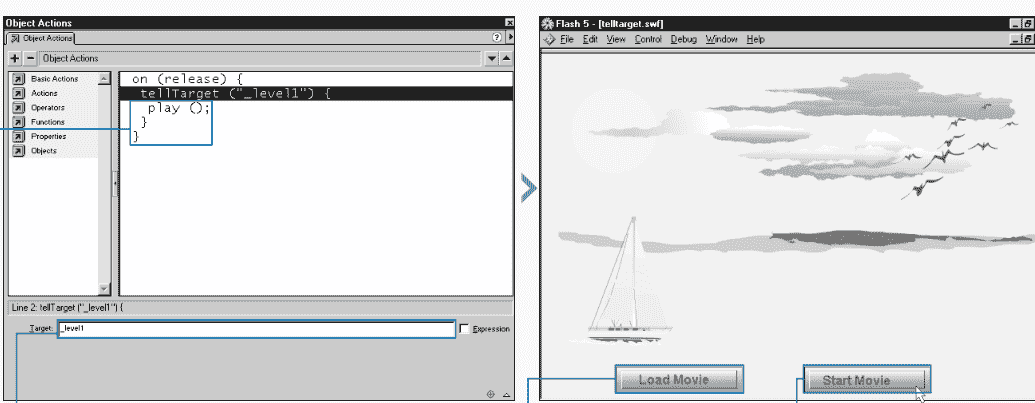 Object Actions
Object Actions
?
+ − Object Actions
Basic Actions
Actions
Operators
Functions
Properties
Objects
on (release) {
tellTarget ("_level1") {
play ();
}
}
Line 2: tellTarget ("_level1") {
Target: _level1
Expression
Flash 5 - [telltarget.swf]
File Edit View Control Debug Window Help
Load Movie
Start Movie